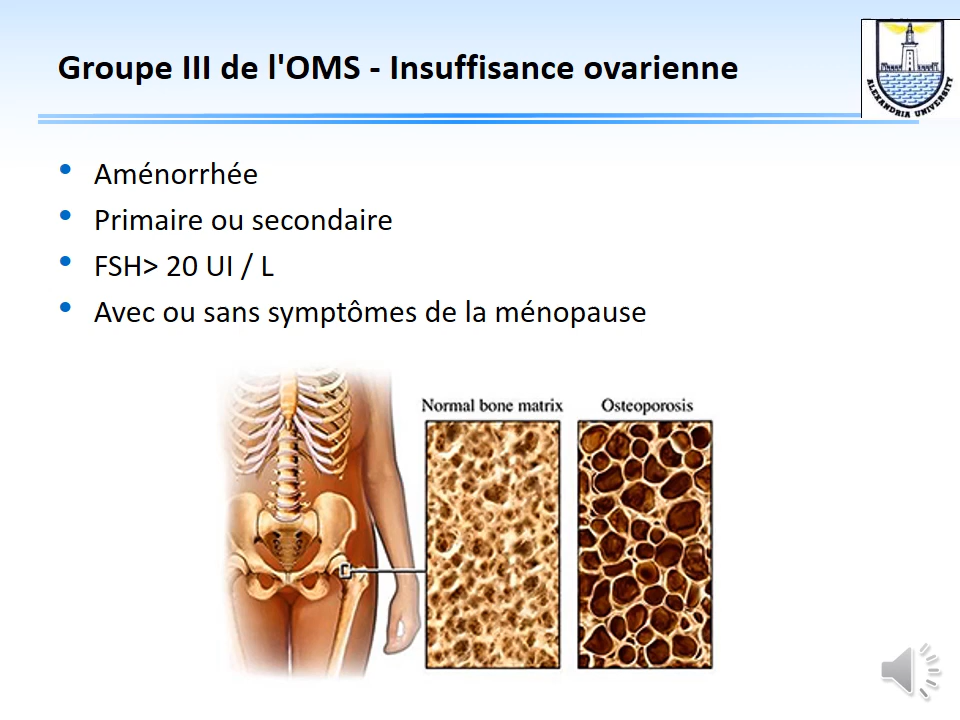 Groupe III de l'OMS - Insuffisance ovarienne
ALEXANDRIA UNIVERSITY
• Aménorrhée
• Primaire ou secondaire
• FSH> 20 UI / L
• Avec ou sans symptômes de la ménopause
Normal bone matrix
Osteoporosis